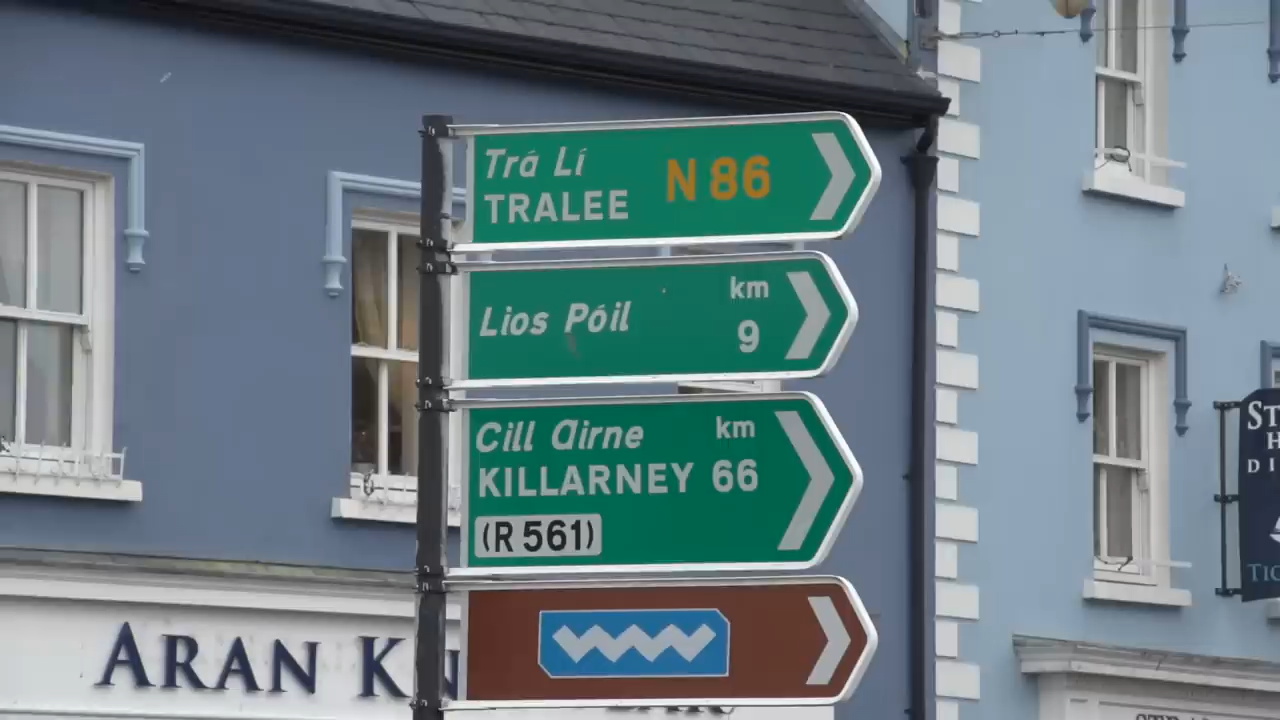 Trá Lí
TRALEE N 86
Lios Póil km
9
Cill Airne km
KILLARNEY 66
(R 561)
ARAN